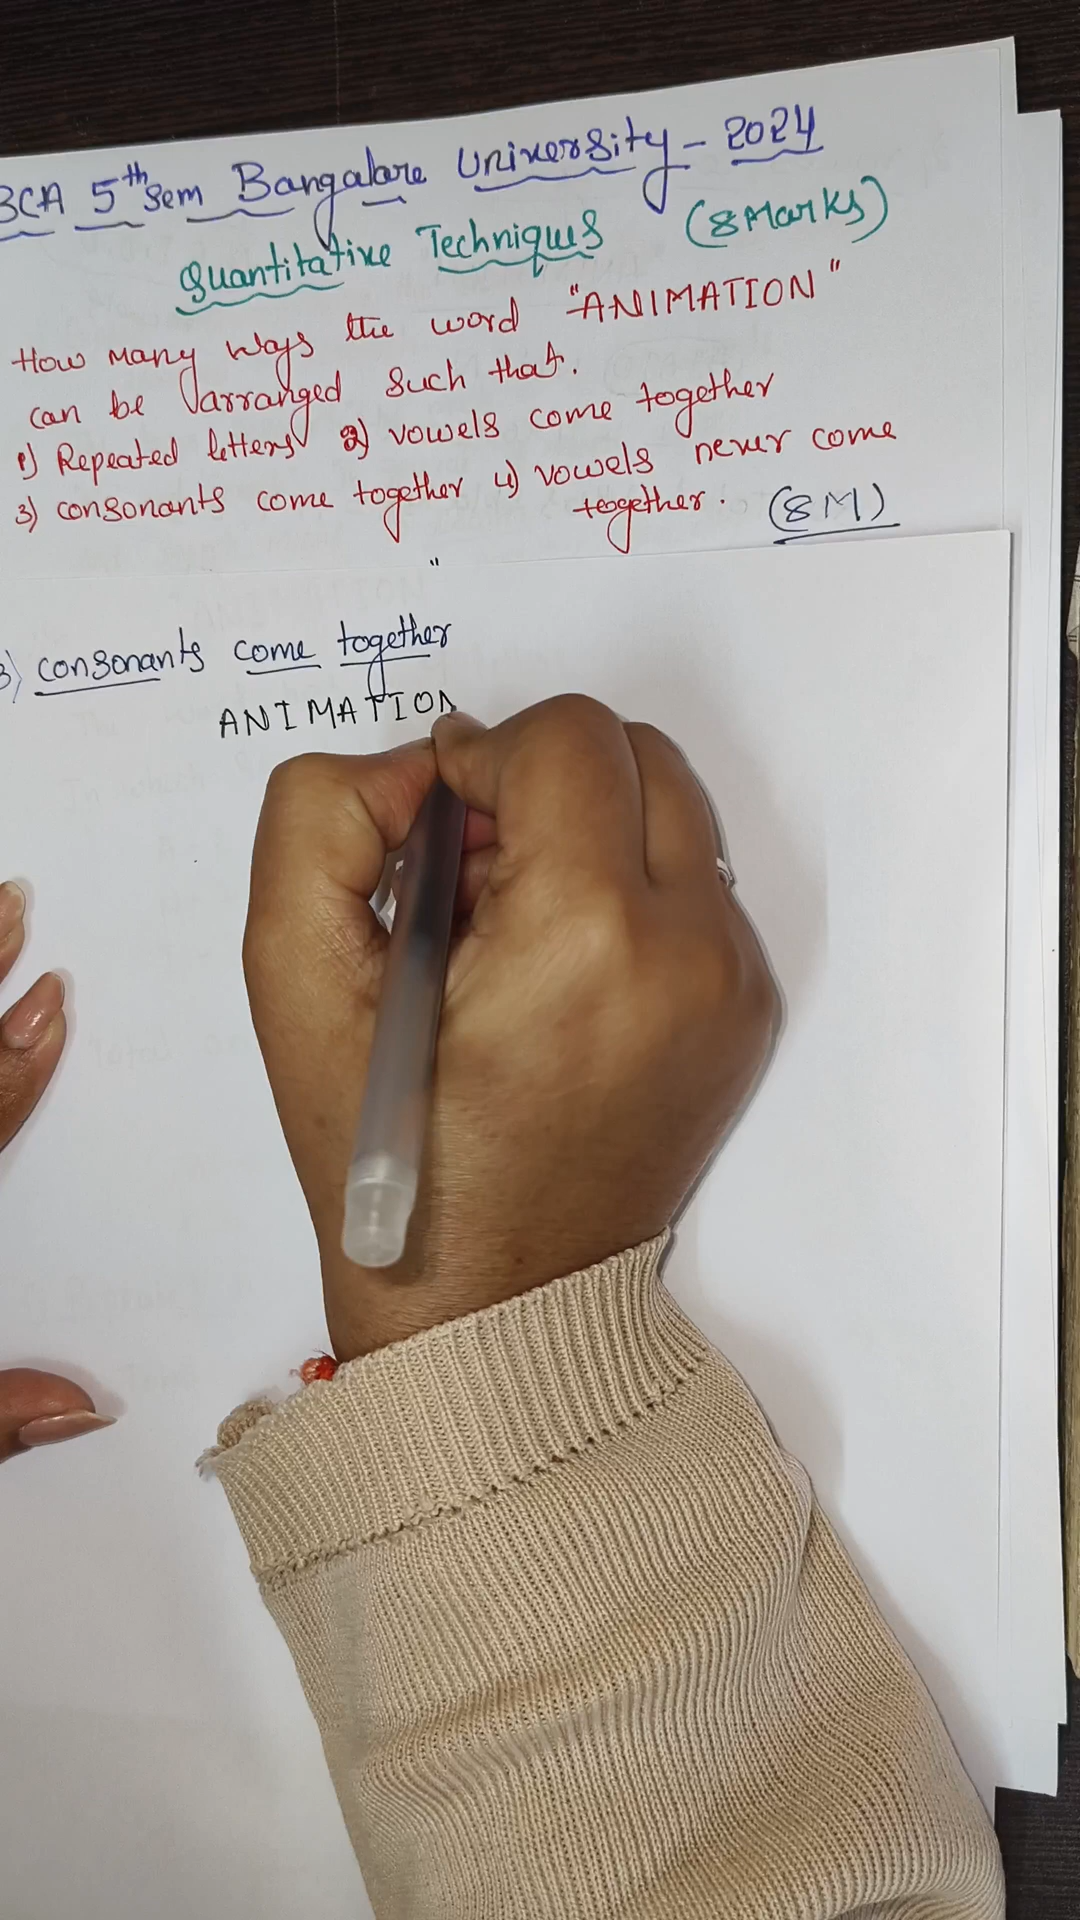 BCA 5th Sem Bangalore University - 2024
Quantitative Techniques (8 Marks)
How many ways the word "ANIMATION"
can be arranged such that.
1) Repeated letters 2) vowels come together
3) consonants come together 4) vowels never come
together. (8M)
"
3) consonants come together
ANIMATION